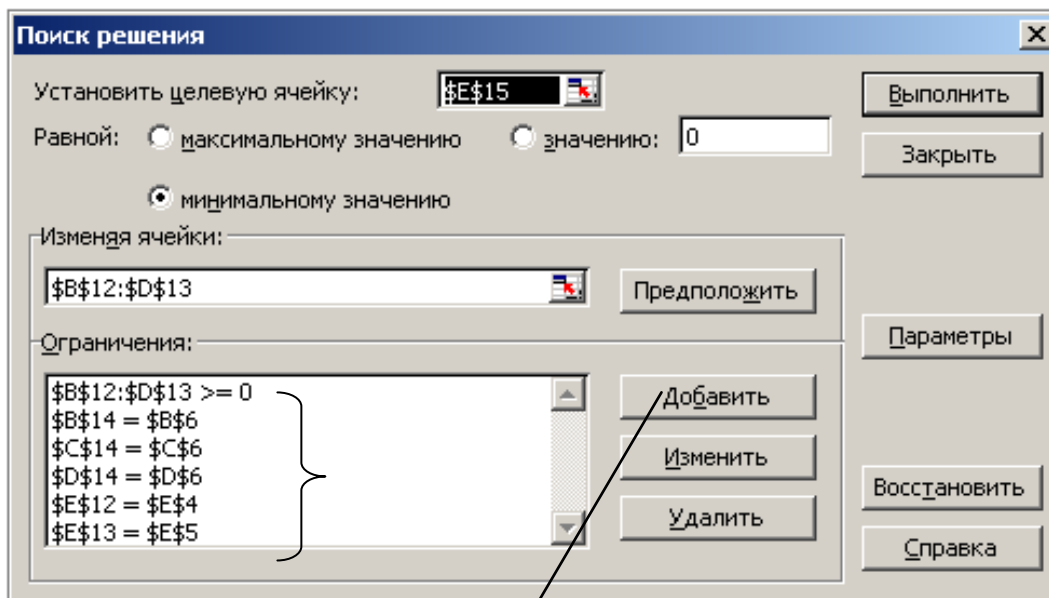 Поиск решения
Установить целевую ячейку: $E$15
Выполнить
Равной: максимальному значению значению: 0
Закрыть
минимальному значению
Изменяя ячейки:
$B$12:$D$13
Предположить
Параметры
Ограничения:
$B$12:$D$13 >= 0
$B$14 = $B$6
$C$14 = $C$6
$D$14 = $D$6
$E$12 = $E$4
$E$13 = $E$5
Добавить
Изменить
Удалить
Восстановить
Справка